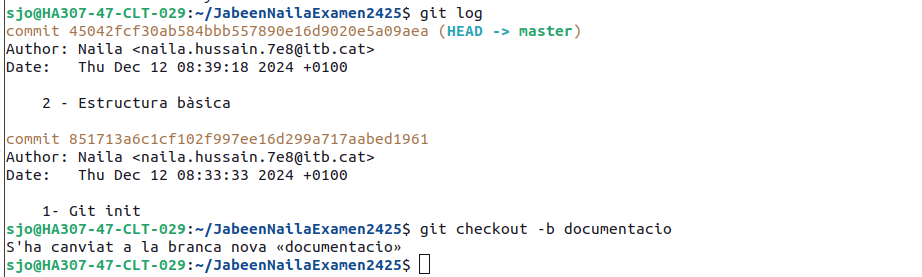 sjo@HA307-47-CLT-029:~/JabeenNailaExamen2425$ git log
commit 45042fcf30ab584bbb557890e16d9020e5a09aea (HEAD -> master)
Author: Naila <naila.hussain.7e8@itb.cat>
Date:   Thu Dec 12 08:39:18 2024 +0100
    2 - Estructura bàsica
commit 851713a6c1cf102f997ee16d299a717aabed1961
Author: Naila <naila.hussain.7e8@itb.cat>
Date:   Thu Dec 12 08:33:33 2024 +0100
    1- Git init
sjo@HA307-47-CLT-029:~/JabeenNailaExamen2425$ git checkout -b documentacio
S'ha canviat a la branca nova «documentacio»
sjo@HA307-47-CLT-029:~/JabeenNailaExamen2425$